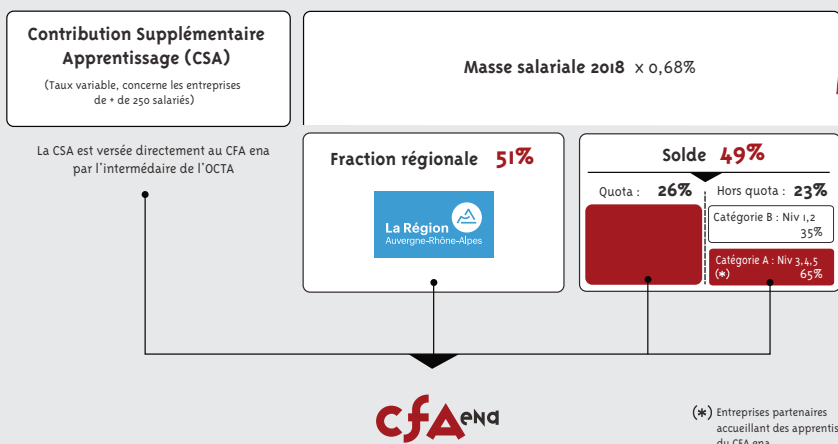 Contribution Supplémentaire
Apprentissage (CSA)
(Taux variable, concerne les entreprises
de + de 250 salariés)
Masse salariale 2018 x 0,68%
La CSA est versée directement au CFA ena
par l'intermédaire de l'OCTA
Fraction régionale 51%
La Région
Auvergne-Rhône-Alpes
Solde 49%
Quota : 26%
Hors quota : 23%
Catégorie B : Niv 1,2
35%
Catégorie A : Niv 3,4,5
(*) 65%
cfA ena
(*) Entreprises partenaires
accueillant des apprentis
du CFA ena